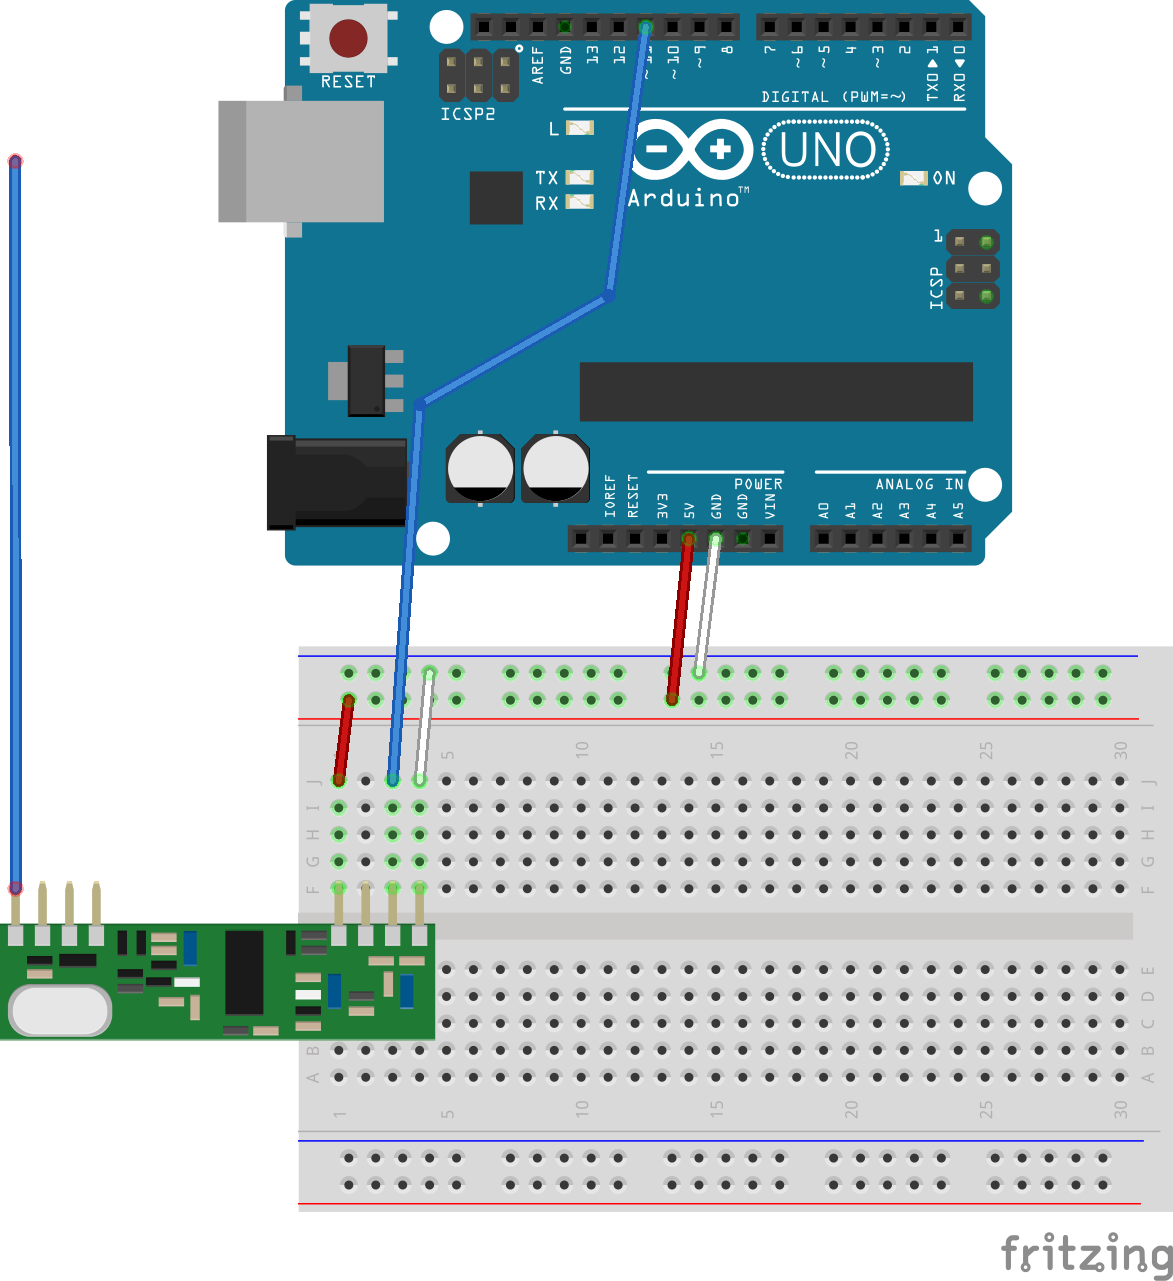 RESET
ICSP2
AREF
GND
13
12
~11
~10
~9
8
7
~6
~5
4
~3
2
TX0▶1
RX0◀0
DIGITAL (PWM=~)
L
TX
RX
Arduino™
UNO
ON
1
ICSP
POWER
ANALOG IN
IOREF
RESET
3V3
5V
GND
GND
VIN
A0
A1
A2
A3
A4
A5
5
10
15
20
25
30
J
J
I
I
H
H
G
G
F
F
E
D
C
B
B
A
A
1
5
10
15
20
25
30
fritzing